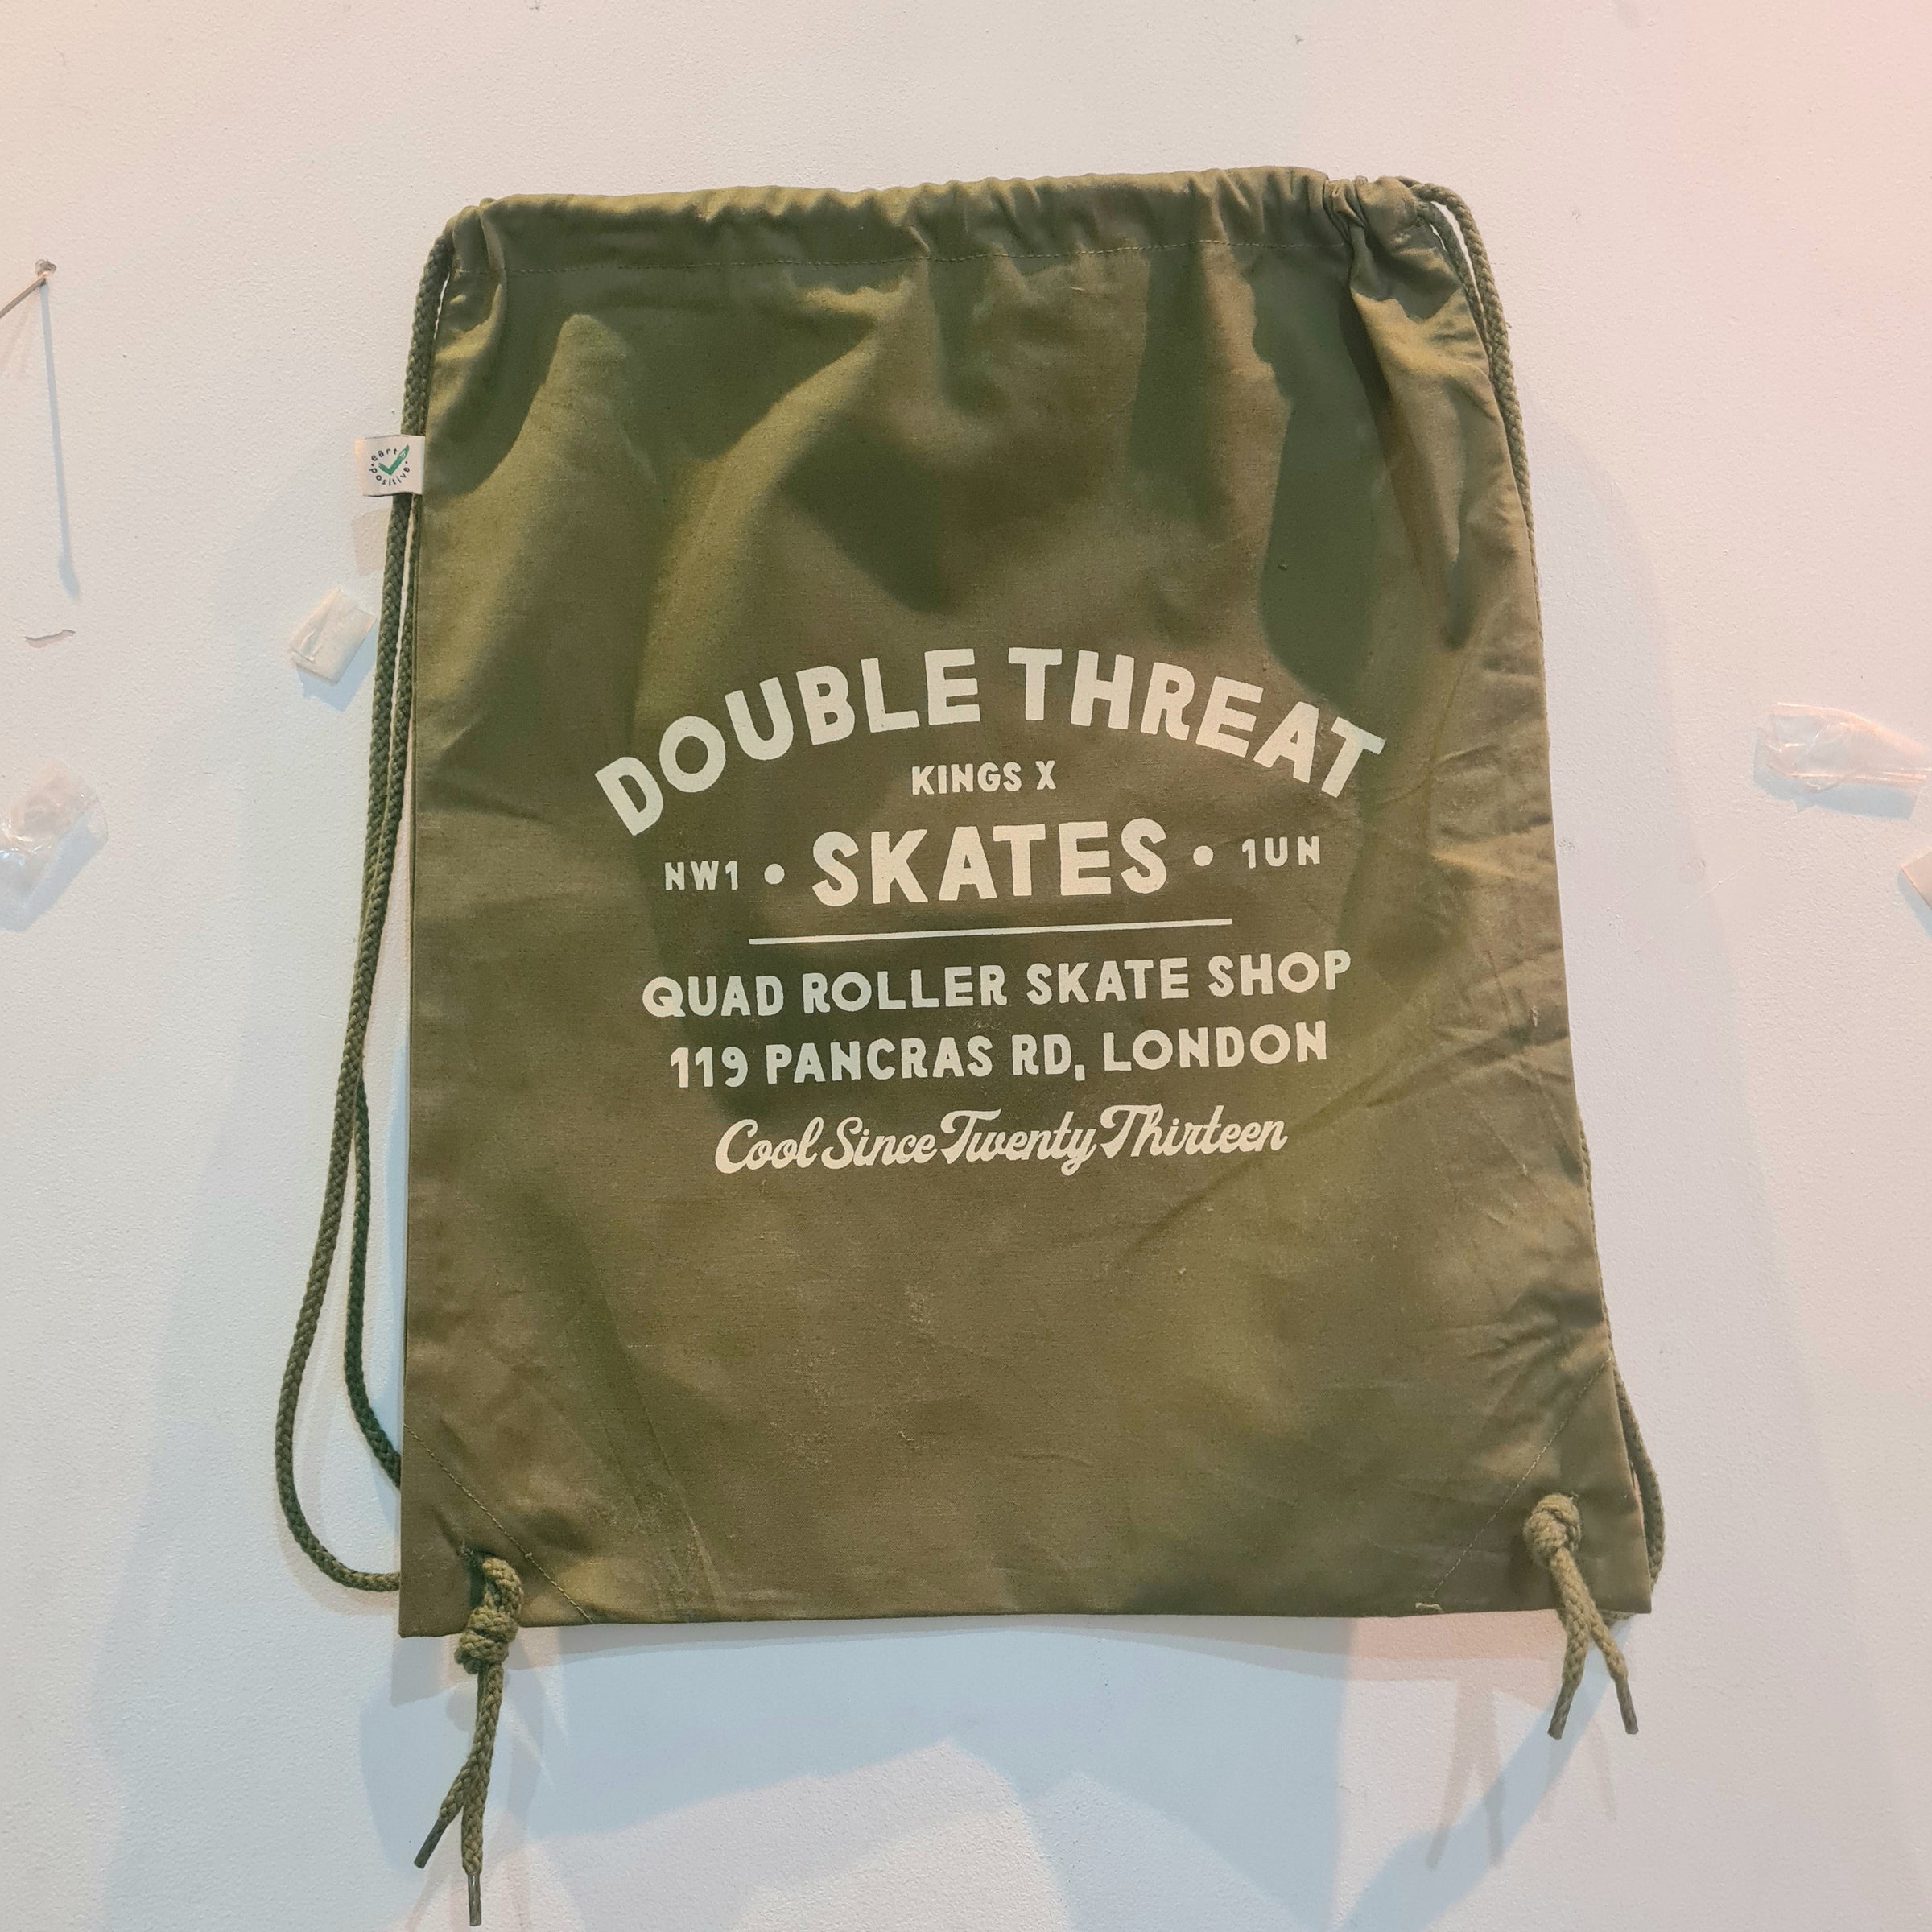 DOUBLE THREAT
KINGS X
NW1 • SKATES • 1UN
QUAD ROLLER SKATE SHOP
119 PANCRAS RD, LONDON
Cool Since Twenty Thirteen